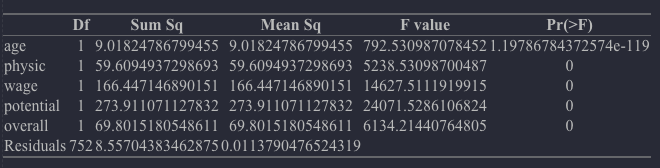 Df Sum Sq Mean Sq F value Pr(>F)
age 1 9.01824786799455 9.01824786799455 792.530987078452 1.19786784372574e-119
physic 1 59.6094937298693 59.6094937298693 5238.53098700487 0
wage 1 166.447146890151 166.447146890151 14627.5111919915 0
potential 1 273.911071127832 273.911071127832 24071.5286106824 0
overall 1 69.8015180548611 69.8015180548611 6134.21440764805 0
Residuals 752 8.55704383462875 0.0113790476524319